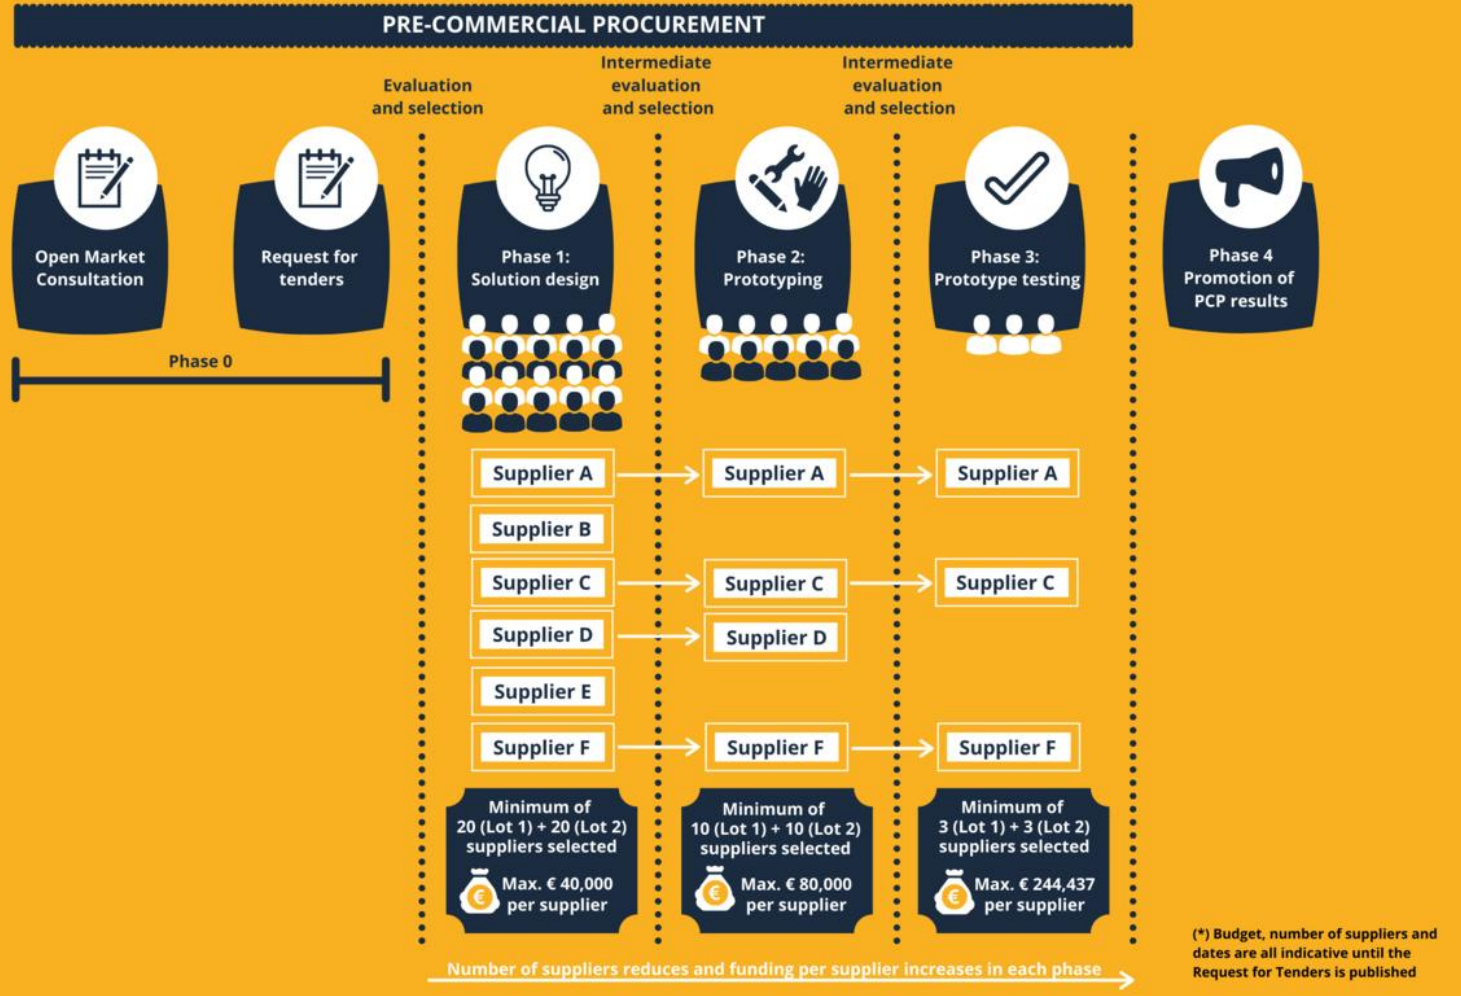 PRE-COMMERCIAL PROCUREMENT
Evaluation
and selection
Intermediate
evaluation
and selection
Intermediate
evaluation
and selection
Open Market
Consultation
Request for
tenders
Phase 0
Phase 1:
Solution design
Phase 2:
Prototyping
Phase 3:
Prototype testing
Phase 4
Promotion of
PCP results
Supplier A
Supplier A
Supplier A
Supplier B
Supplier C
Supplier C
Supplier C
Supplier D
Supplier D
Supplier E
Supplier F
Supplier F
Supplier F
Minimum of
20 (Lot 1) + 20 (Lot 2)
suppliers selected
€
Max. € 40,000
per supplier
Minimum of
10 (Lot 1) + 10 (Lot 2)
suppliers selected
€
Max. € 80,000
per supplier
Minimum of
3 (Lot 1) + 3 (Lot 2)
suppliers selected
€
Max. € 244,437
per supplier
Number of suppliers reduces and funding per supplier increases in each phase
(*) Budget, number of suppliers and
dates are all indicative until the
Request for Tenders is published